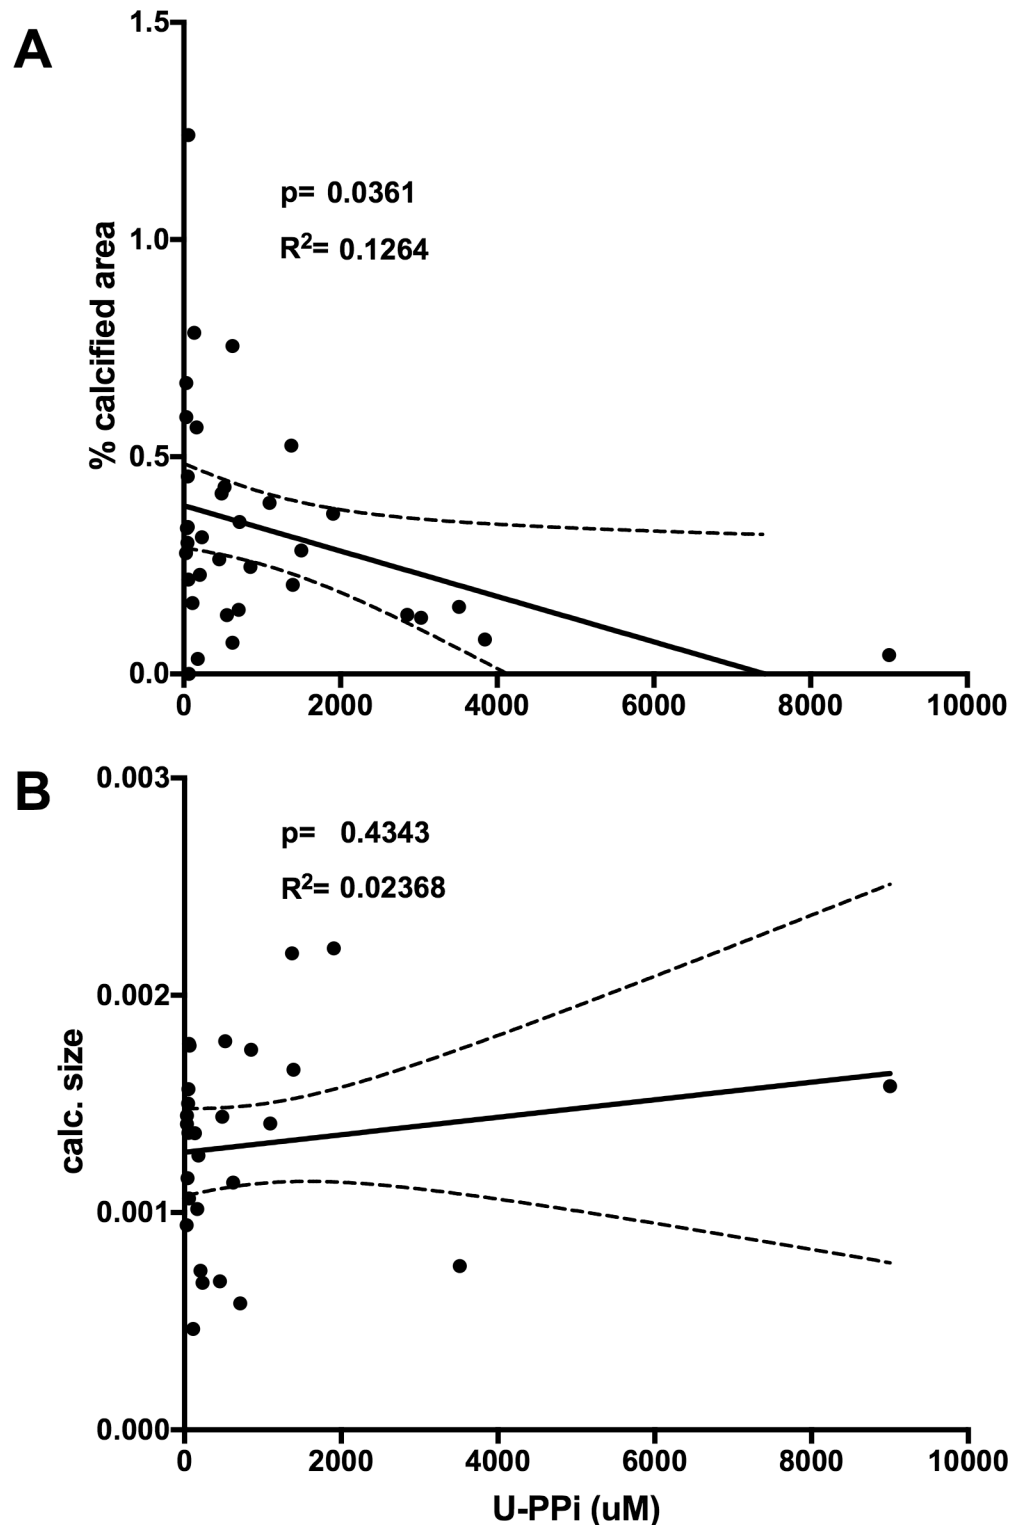 A
1.5
p= 0.0361
R²= 0.1264
1.0
% calcified area
0.5
0.0
0 2000 4000 6000 8000 10000
B
0.003
p= 0.4343
R²= 0.02368
0.002
calc. size
0.001
0.000
0 2000 4000 6000 8000 10000
U-PPi (uM)